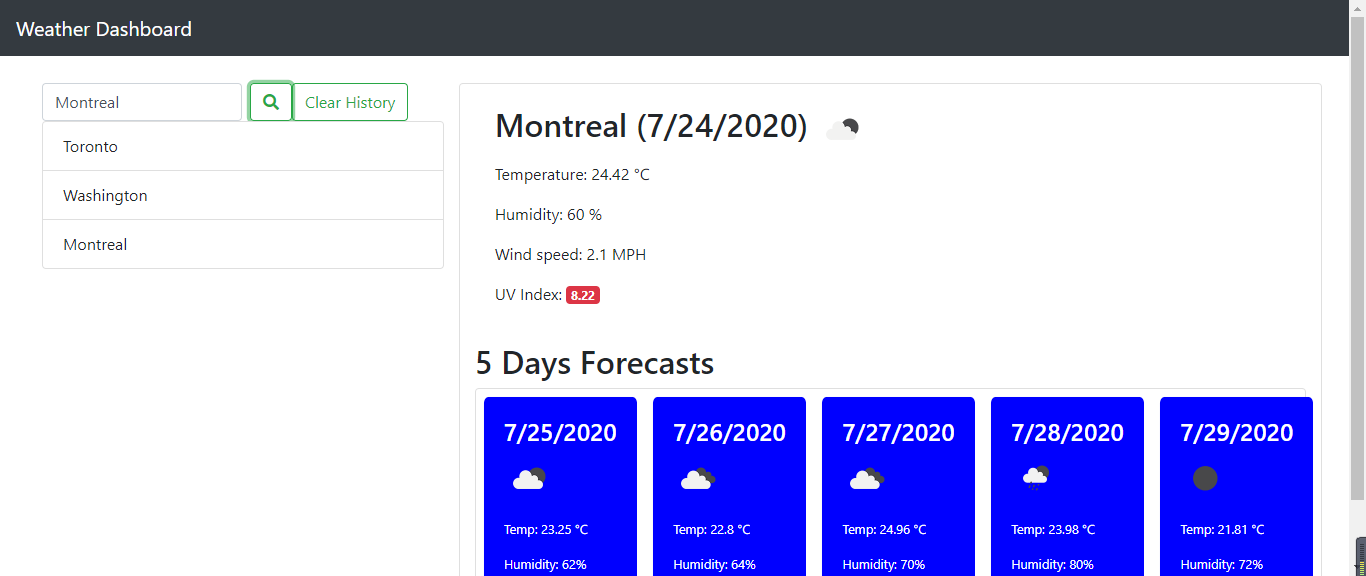 Weather Dashboard
Montreal
Clear History
Toronto
Washington
Montreal
Montreal (7/24/2020)
Temperature: 24.42 °C
Humidity: 60 %
Wind speed: 2.1 MPH
UV Index: 8.22
5 Days Forecasts
7/25/2020
Temp: 23.25 °C
Humidity: 62%
7/26/2020
Temp: 22.8 °C
Humidity: 64%
7/27/2020
Temp: 24.96 °C
Humidity: 70%
7/28/2020
Temp: 23.98 °C
Humidity: 80%
7/29/2020
Temp: 21.81 °C
Humidity: 72%